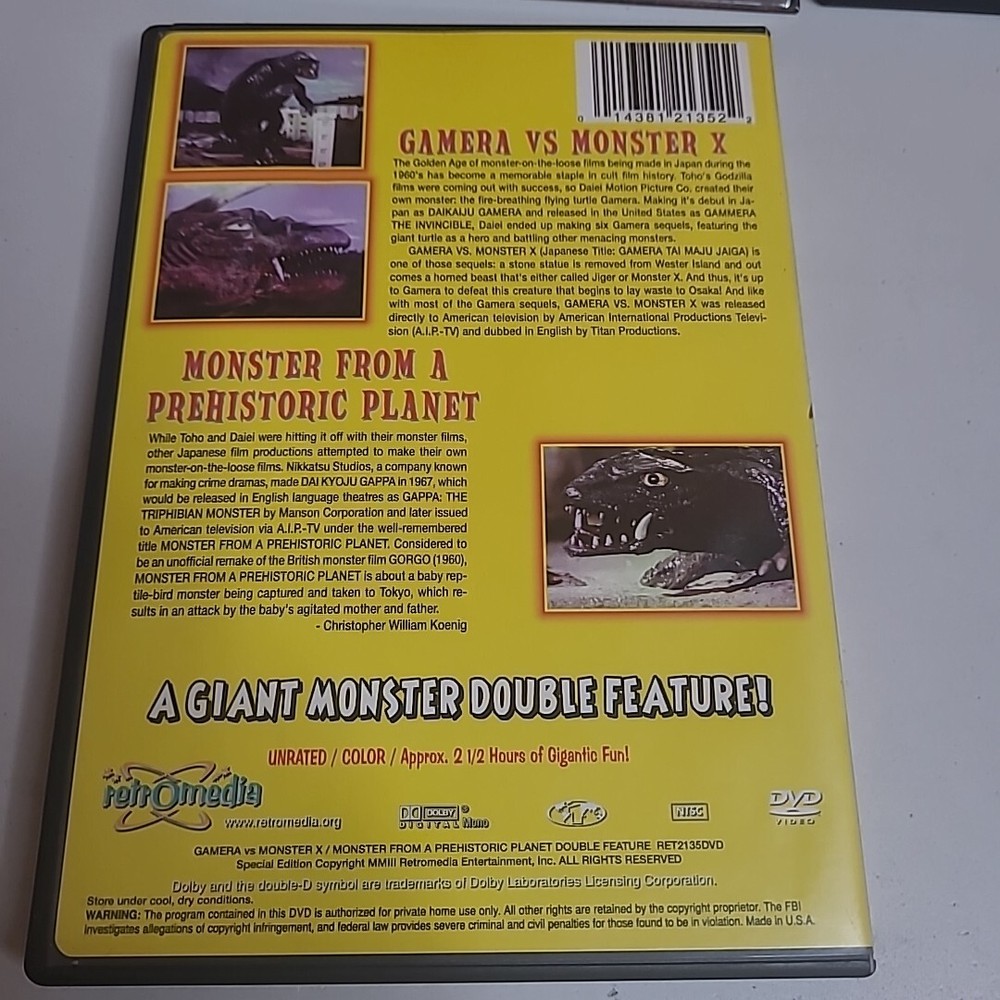 0 14381 21352 2
GAMERA VS MONSTER X
The Golden Age of monster-on-the-loose films being made in Japan during the
1960's has become a memorable staple in cult film history. Toho's Godzilla
films were coming out with success, so Daiei Motion Picture Co. created their
own monster: the fire-breathing flying turtle Gamera. Making it's debut in Ja-
pan as DAIKAIJU GAMERA and released in the United States as GAMMERA
THE INVINCIBLE, Daiei ended up making six Gamera sequels, featuring the
giant turtle as a hero and battling other menacing monsters.
GAMERA VS. MONSTER X (Japanese Title: GAMERA TAI MAJU JAIGA) is
one of those sequels: a stone statue is removed from Wester Island and out
comes a horned beast that's either called Jiger or Monster X. And thus, it's up
to Gamera to defeat this creature that begins to lay waste to Osaka! And like
with most of the Gamera sequels, GAMERA VS. MONSTER X was released
directly to American television by American International Productions Televi-
sion (A.I.P.-TV) and dubbed in English by Titan Productions.
MONSTER FROM A
PREHISTORIC PLANET
While Toho and Daiei were hitting it off with their monster films,
other Japanese film productions attempted to make their own
monster-on-the-loose films. Nikkatsu Studios, a company known
for making crime dramas, made DAI KYOJU GAPPA in 1967, which
would be released in English language theatres as GAPPA: THE
TRIPHIBIAN MONSTER by Manson Corporation and later issued
to American television via A.I.P.-TV under the well-remembered
title MONSTER FROM A PREHISTORIC PLANET. Considered to
be an unofficial remake of the British monster film GORGO (1960),
MONSTER FROM A PREHISTORIC PLANET is about a baby rep-
tile-bird monster being captured and taken to Tokyo, which re-
sults in an attack by the baby's agitated mother and father.
- Christopher William Koenig
A GIANT MONSTER DOUBLE FEATURE!
UNRATED / COLOR / Approx. 2 1/2 Hours of Gigantic Fun!
retromedia
www.retromedia.org
DOLBY
DIGITAL Mono
NTSC
DVD
VIDEO
GAMERA vs MONSTER X / MONSTER FROM A PREHISTORIC PLANET DOUBLE FEATURE RET2135DVD
Special Edition Copyright MMIII Retromedia Entertainment, Inc. ALL RIGHTS RESERVED
Dolby and the double-D symbol are trademarks of Dolby Laboratories Licensing Corporation.
Store under cool, dry conditions.
WARNING: The program contained in this DVD is authorized for private home use only. All other rights are retained by the copyright proprietor. The FBI
investigates allegations of copyright infringement, and federal law provides severe criminal and civil penalties for those found to be in violation. Made in U.S.A.